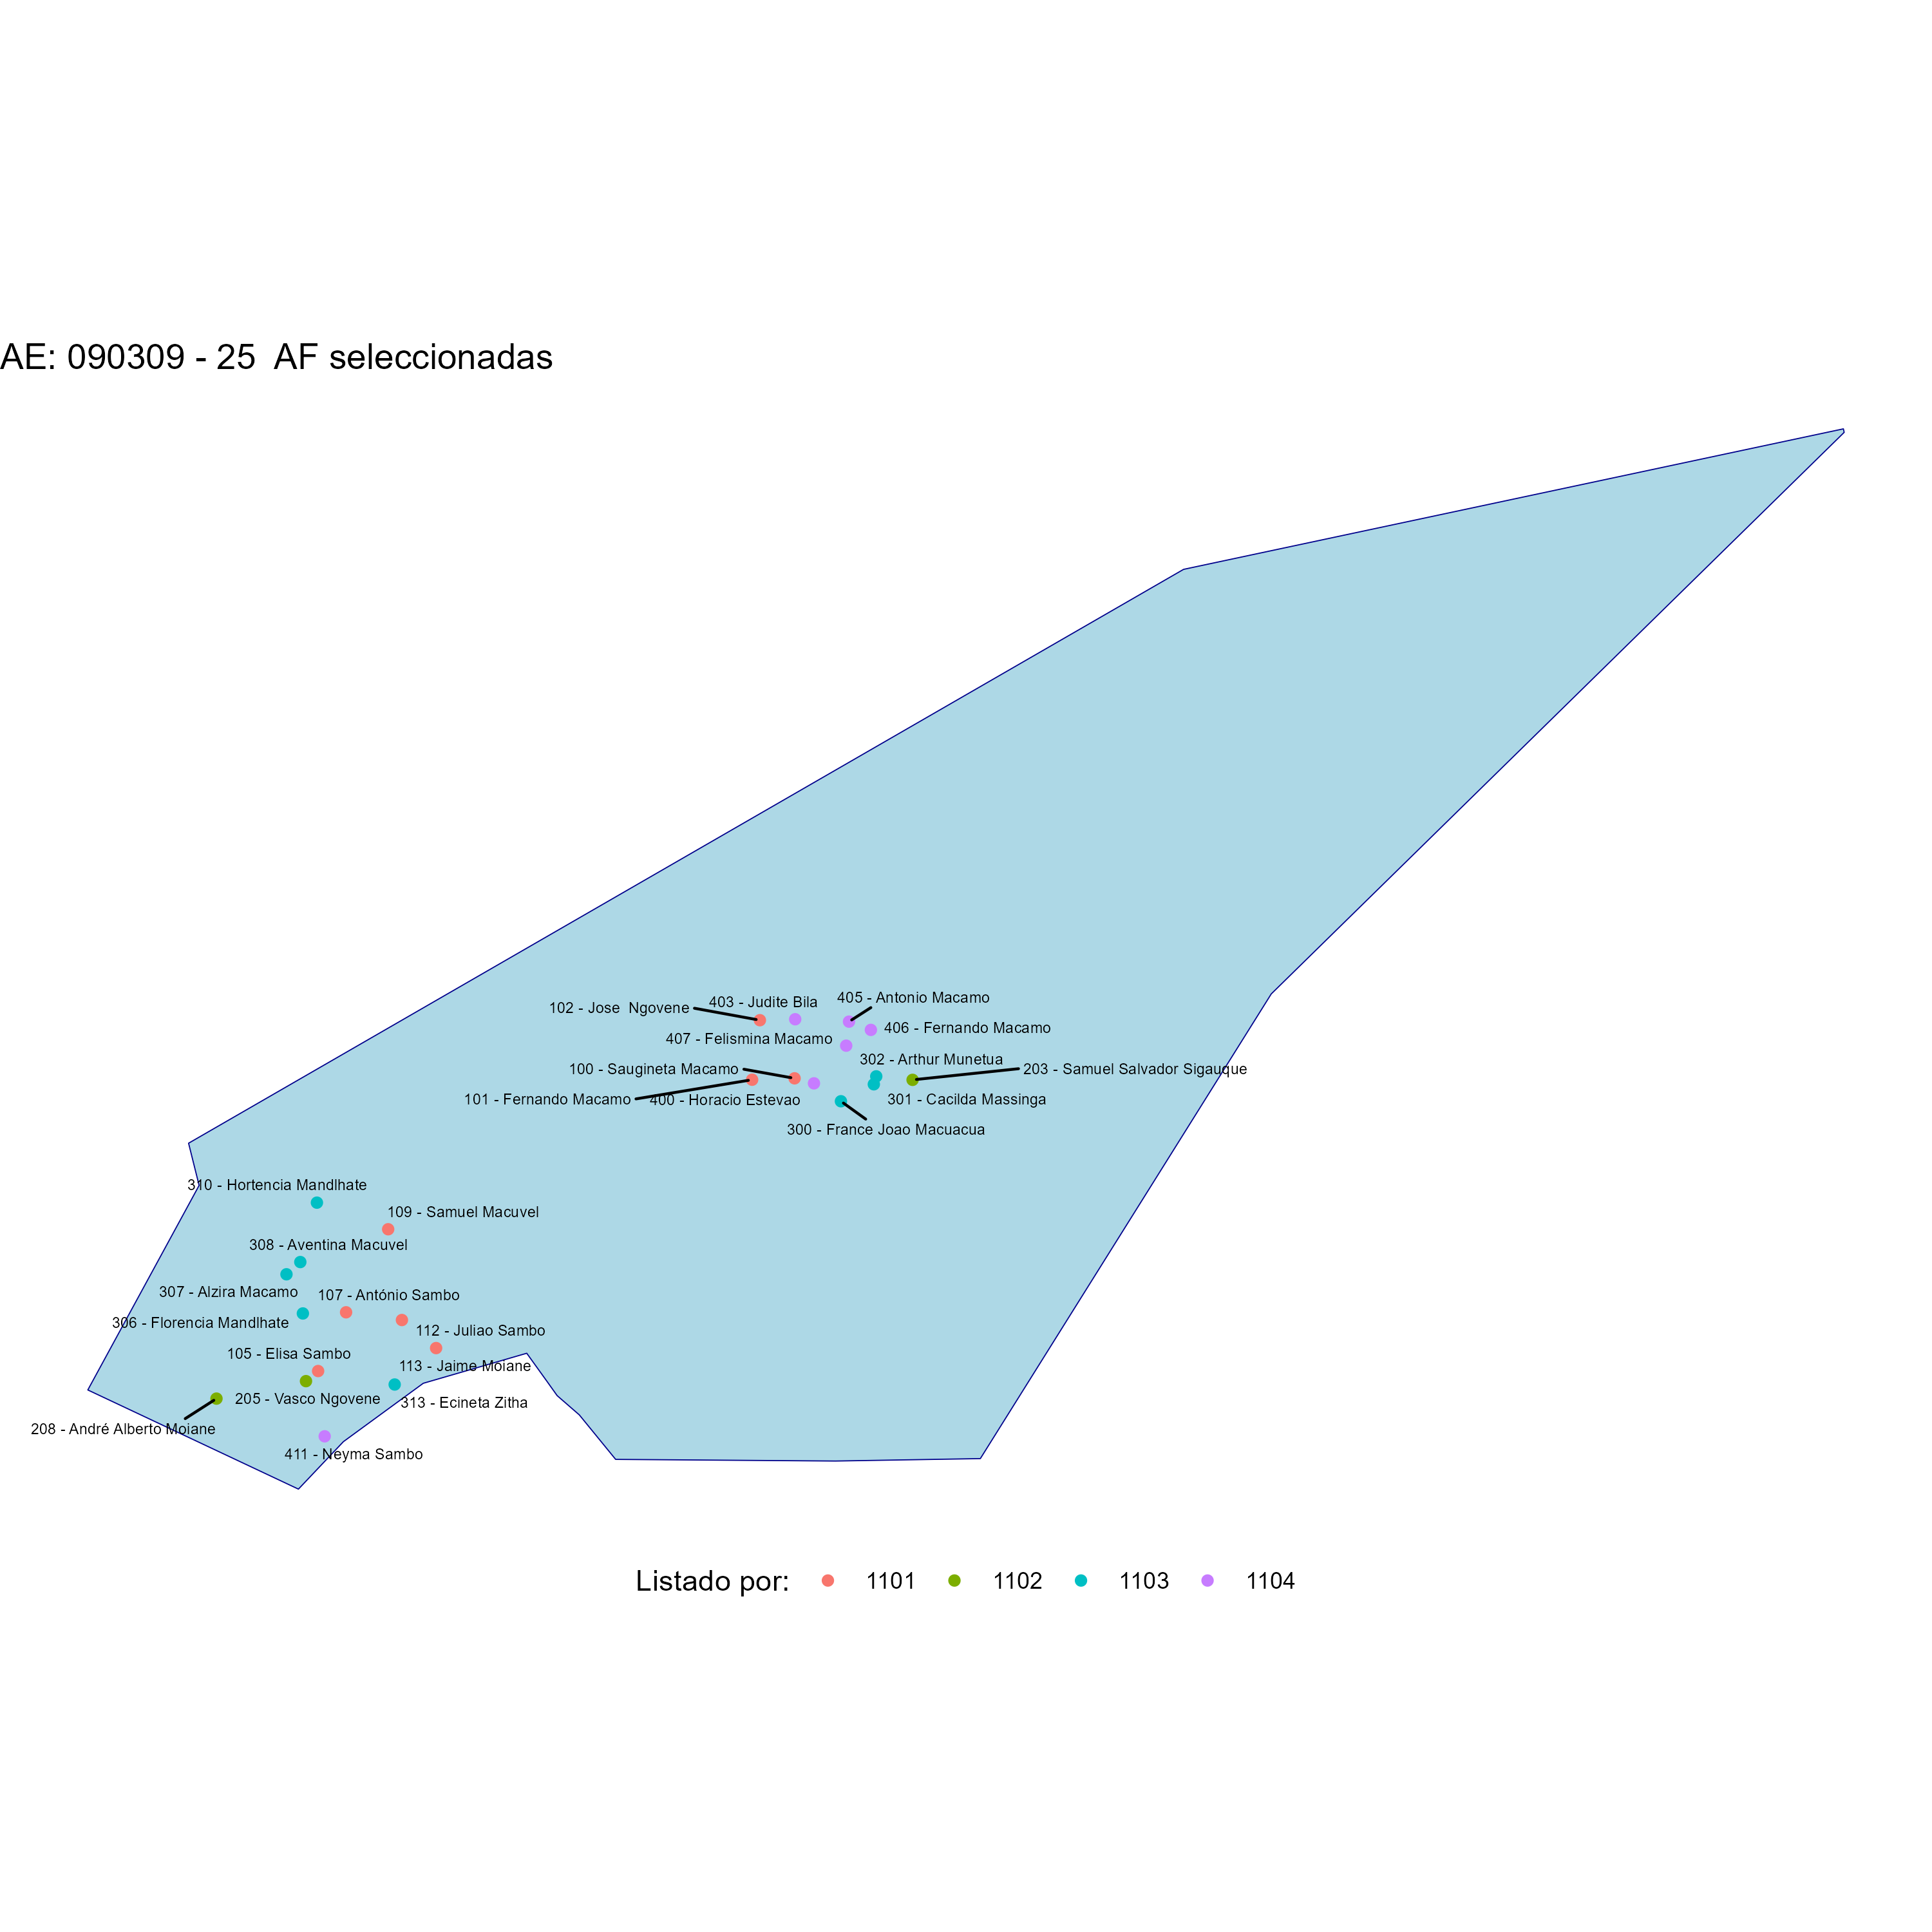 AE: 090309 - 25  AF seleccionadas
405 - Antonio Macamo
403 - Judite Bila
102 - Jose  Ngovene
406 - Fernando Macamo
407 - Felismina Macamo
302 - Arthur Munetua
100 - Saugineta Macamo
203 - Samuel Salvador Sigauque
101 - Fernando Macamo
400 - Horacio Estevao
301 - Cacilda Massinga
300 - France Joao Macuacua
310 - Hortencia Mandlhate
109 - Samuel Macuvel
308 - Aventina Macuvel
307 - Alzira Macamo
107 - António Sambo
306 - Florencia Mandlhate
112 - Juliao Sambo
105 - Elisa Sambo
113 - Jaime Moiane
205 - Vasco Ngovene
313 - Ecineta Zitha
208 - André Alberto Moiane
411 - Neyma Sambo
Listado por: 1101 1102 1103 1104